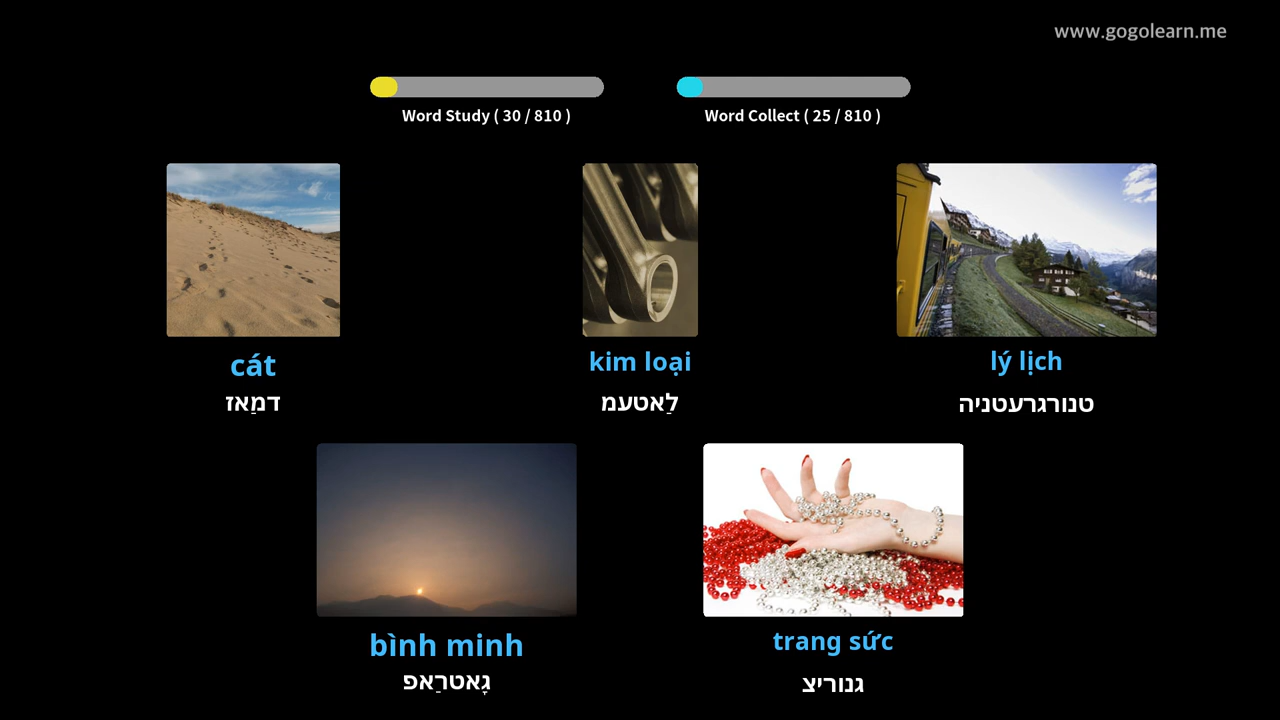 www.gogolearn.me
Word Study ( 30 / 810 )
Word Collect ( 25 / 810 )
cát
דמַאז
kim loại
לַאטעמ
lý lịch
טנורגרעטניה
bình minh
גָאטרַאפ
trang sức
גנוריצ